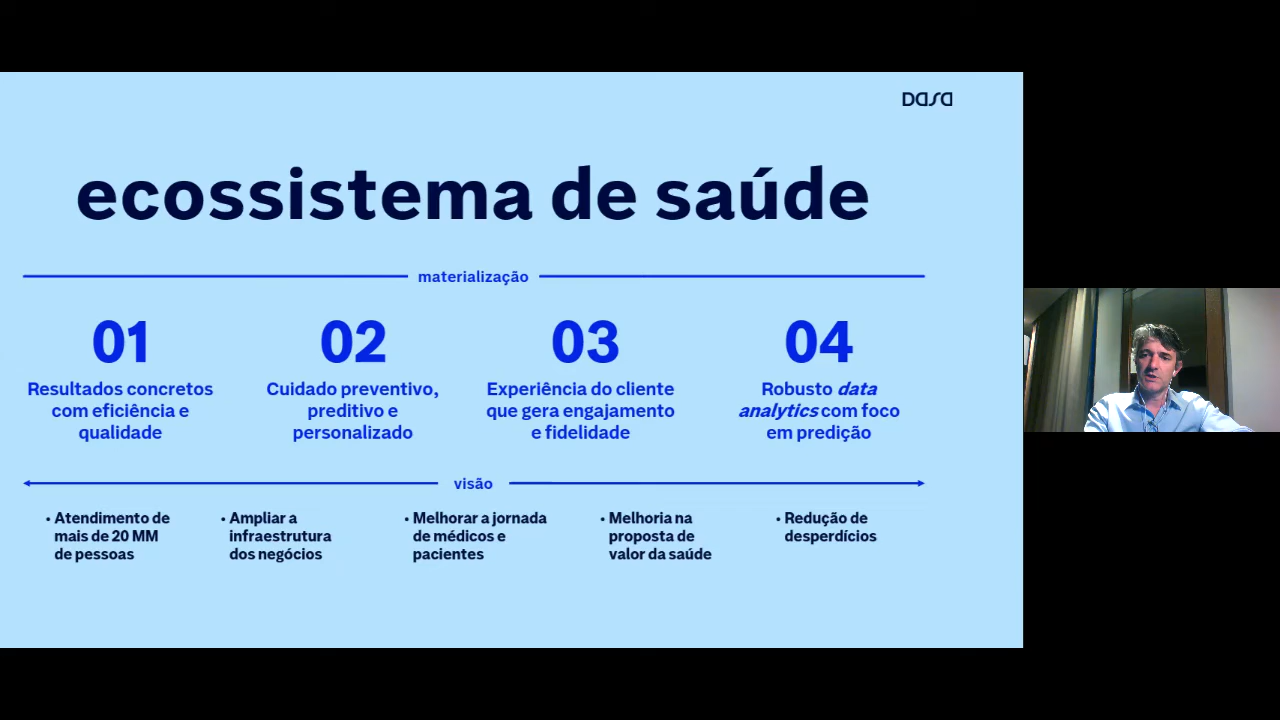 Dasa
ecossistema de saúde
materialização
01
Resultados concretos
com eficiência e
qualidade
02
Cuidado preventivo,
preditivo e
personalizado
03
Experiência do cliente
que gera engajamento
e fidelidade
04
Robusto data
analytics com foco
em predição
visão
• Atendimento de
mais de 20 MM
de pessoas
• Ampliar a
infraestrutura
dos negócios
• Melhorar a jornada
de médicos e
pacientes
• Melhoria na
proposta de
valor da saúde
• Redução de
desperdícios